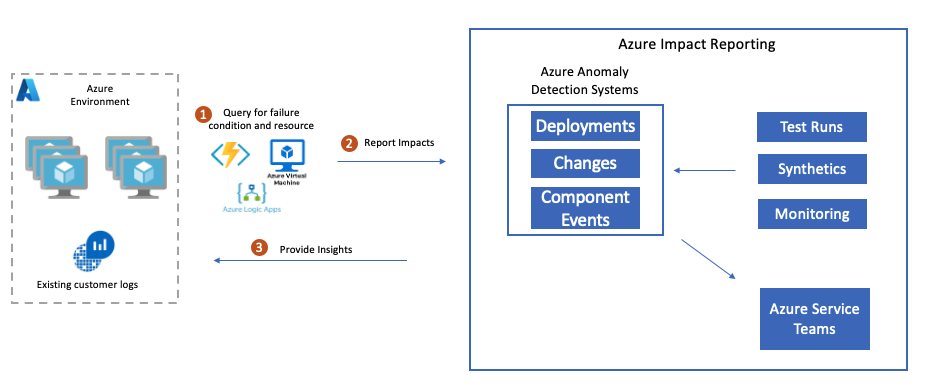 Azure Impact Reporting
Azure
Environment
Existing customer logs
1
Query for failure
condition and resource
Azure Virtual
Machine
Azure Logic Apps
2
Report Impacts
3
Provide Insights
Azure Anomaly
Detection Systems
Deployments
Changes
Component
Events
Test Runs
Synthetics
Monitoring
Azure Service
Teams